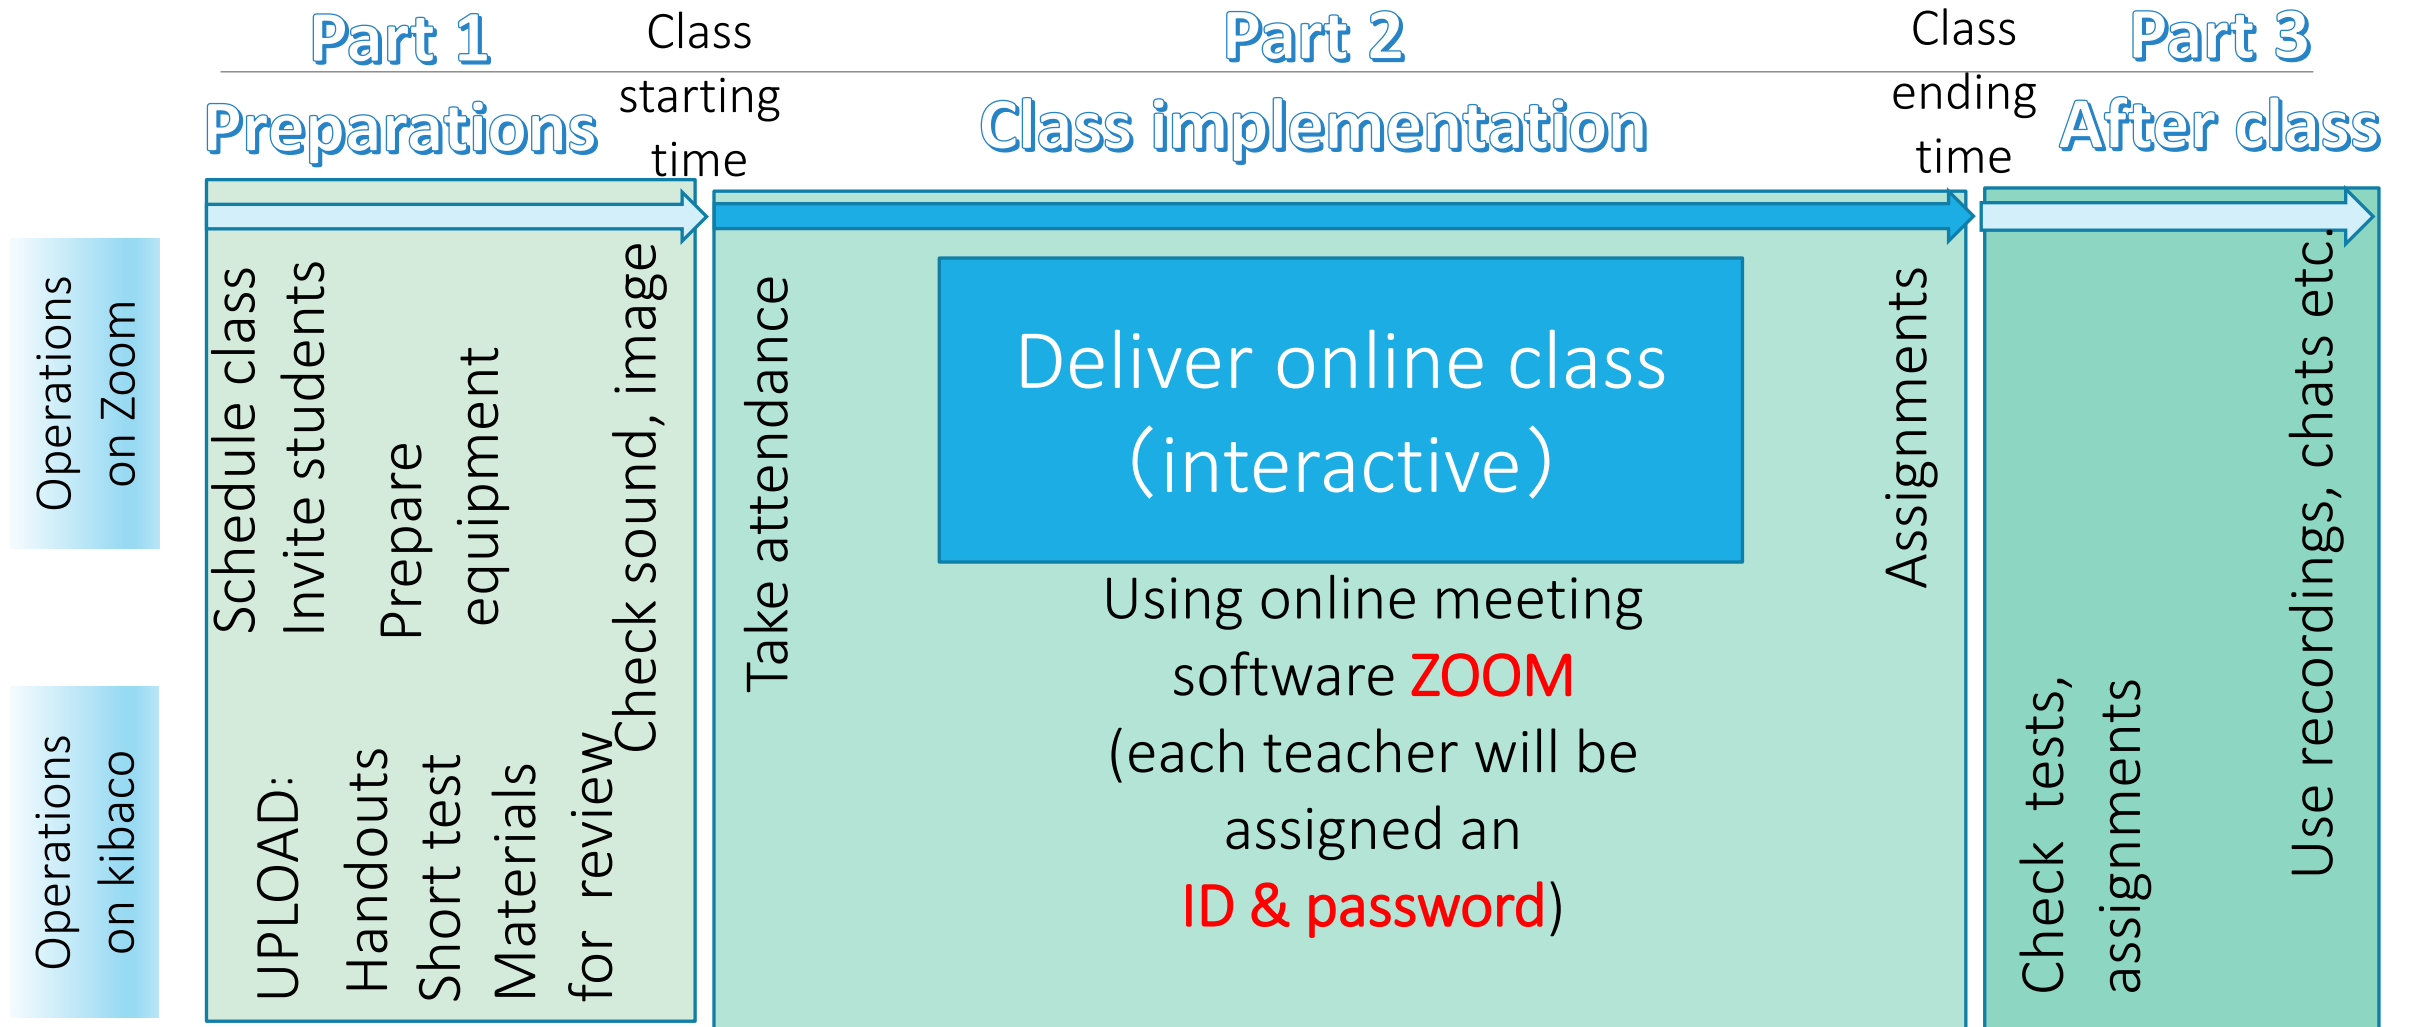 Part 1
Preparations
Class
starting
time
Part 2
Class implementation
Class
ending
time
Part 3
After class
Operations
on Zoom
Schedule class
Invite students
Prepare
equipment
Check sound, image
Take attendance
Deliver online class
（interactive）
Using online meeting
software ZOOM
(each teacher will be
assigned an
ID & password)
Assignments
Use recordings, chats etc.
Operations
on kibaco
UPLOAD:
Handouts
Short test
Materials
for review
Check tests,
assignments